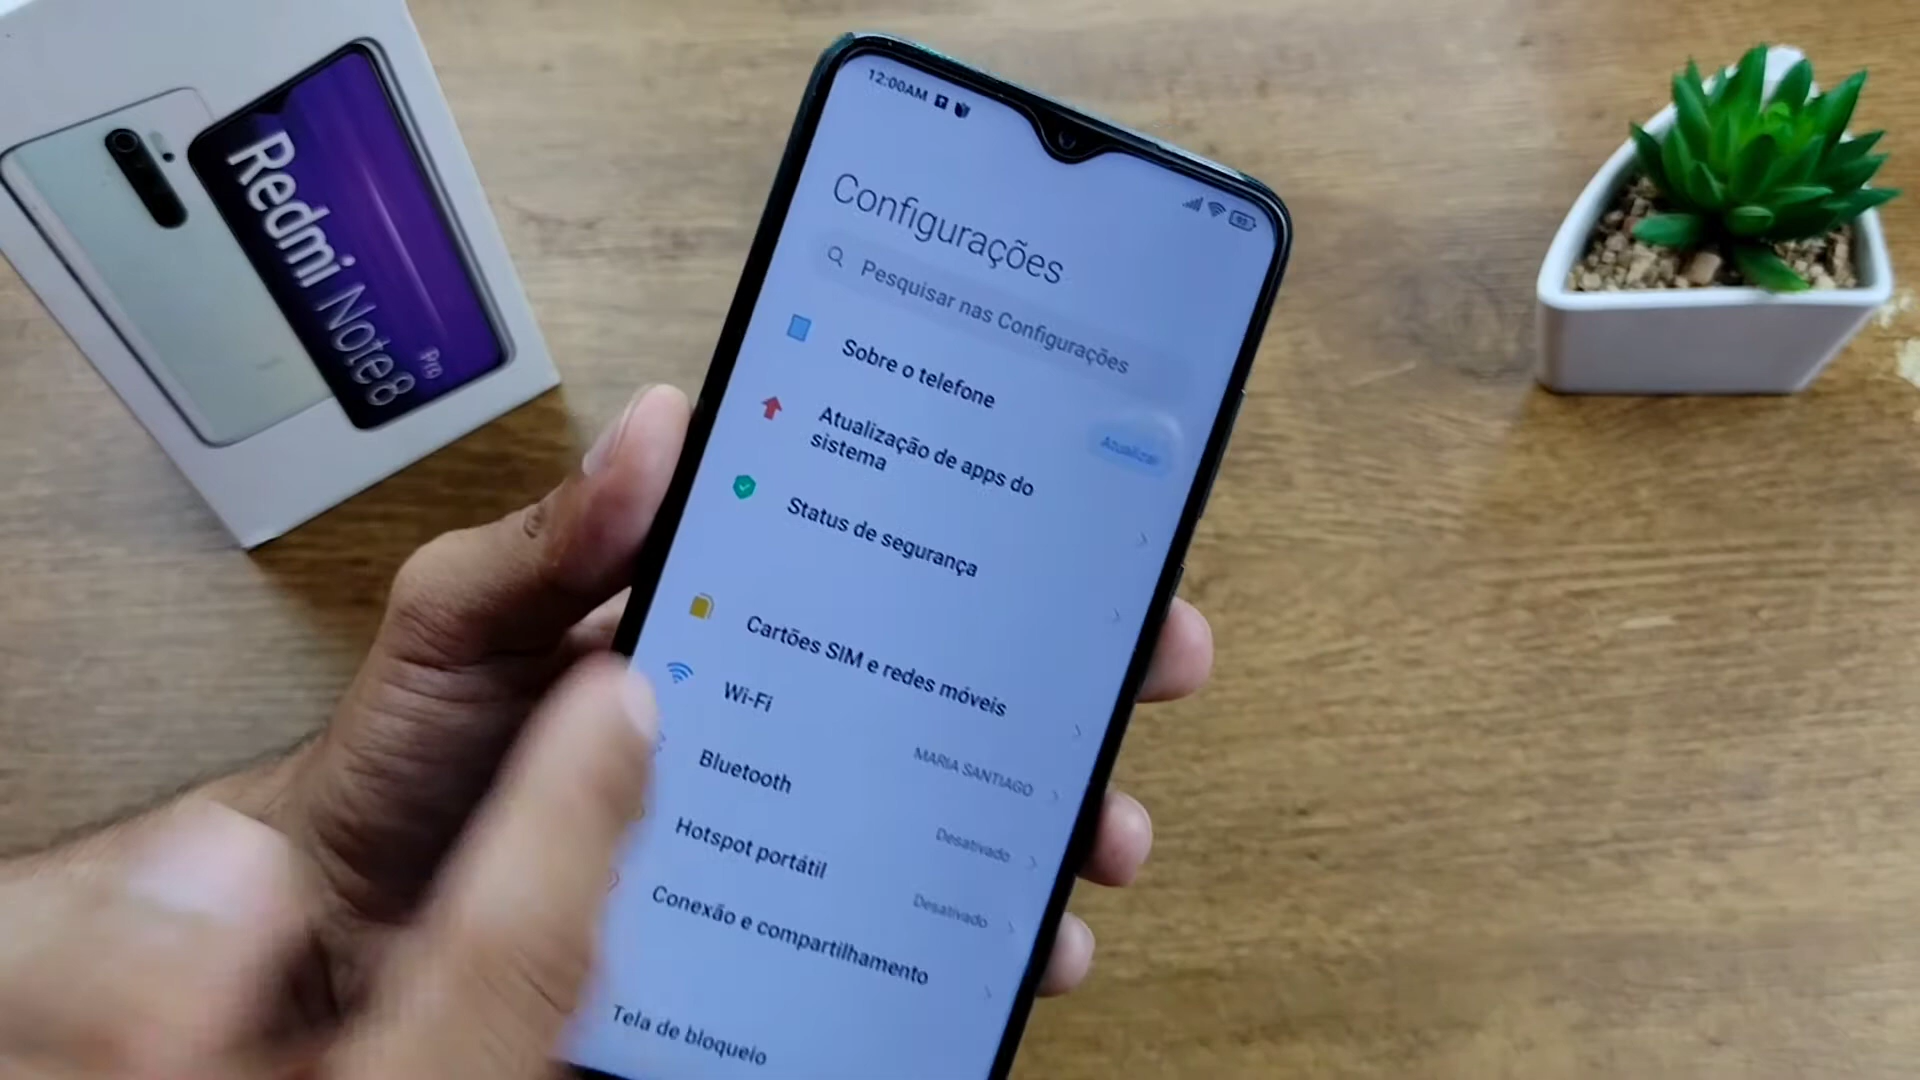 Redmi Note8
Pro
12:00AM
Configurações
Pesquisar nas Configurações
Sobre o telefone
Atualizar
Atualização de apps do
sistema
Status de segurança
Cartões SIM e redes móveis
Wi-Fi
MARIA SANTIAGO
Bluetooth
Desativado
Hotspot portátil
Desativado
Conexão e compartilhamento
Tela de bloqueio